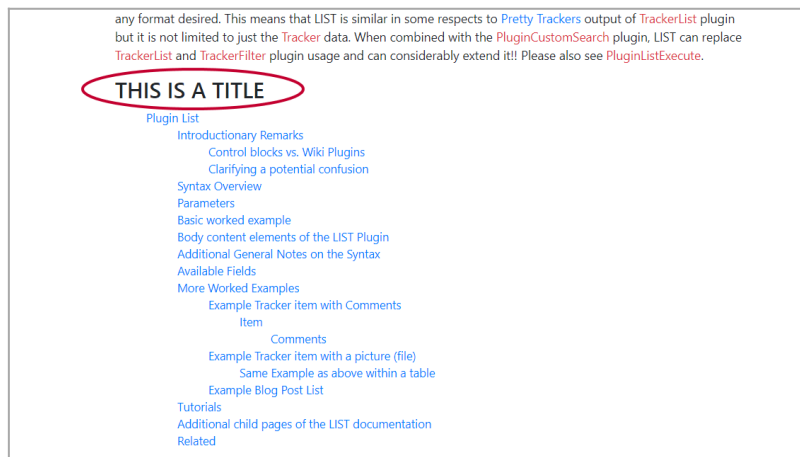 any format desired. This means that LIST is similar in some respects to Pretty Trackers output of TrackerList plugin
but it is not limited to just the Tracker data. When combined with the PluginCustomSearch plugin, LIST can replace
TrackerList and TrackerFilter plugin usage and can considerably extend it!! Please also see PluginListExecute.
THIS IS A TITLE
Plugin List
Introductionary Remarks
Control blocks vs. Wiki Plugins
Clarifying a potential confusion
Syntax Overview
Parameters
Basic worked example
Body content elements of the LIST Plugin
Additional General Notes on the Syntax
Available Fields
More Worked Examples
Example Tracker item with Comments
Item
Comments
Example Tracker item with a picture (file)
Same Example as above within a table
Example Blog Post List
Tutorials
Additional child pages of the LIST documentation
Related